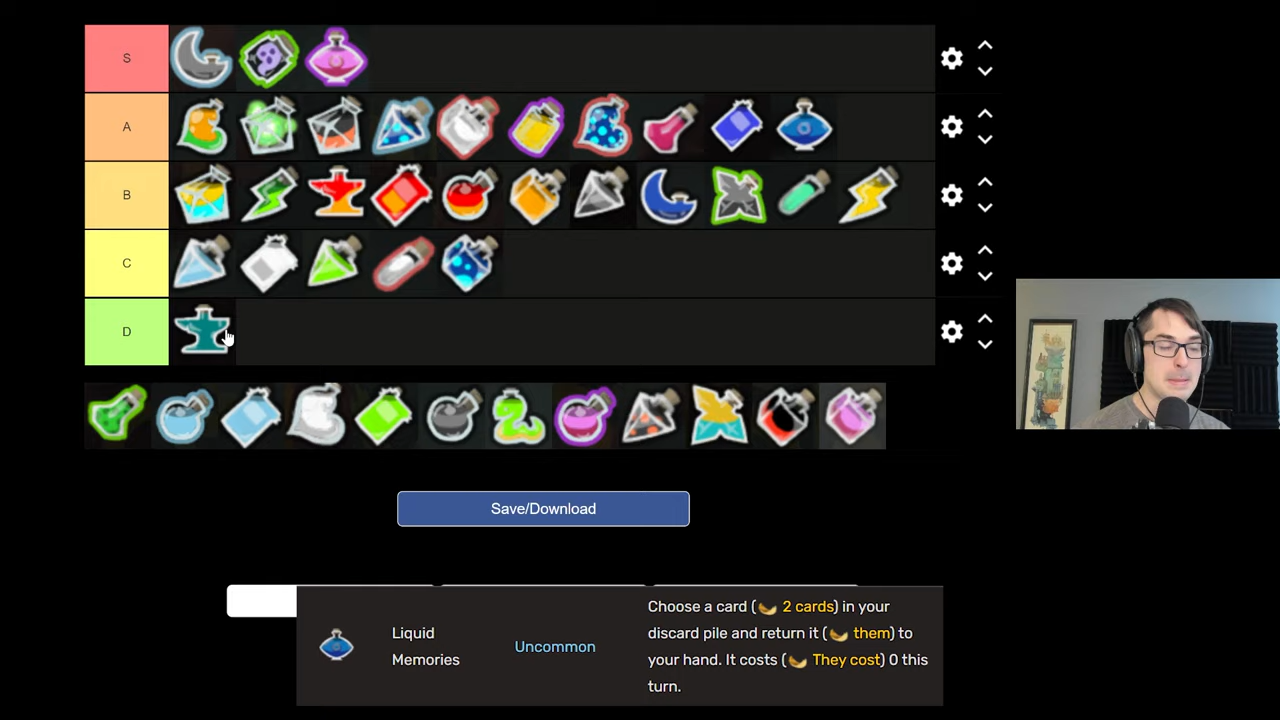 S
A
B
C
D
Save/Download
Liquid
Memories
Uncommon
Choose a card ( 2 cards) in your
discard pile and return it ( them) to
your hand. It costs ( They cost) 0 this
turn.